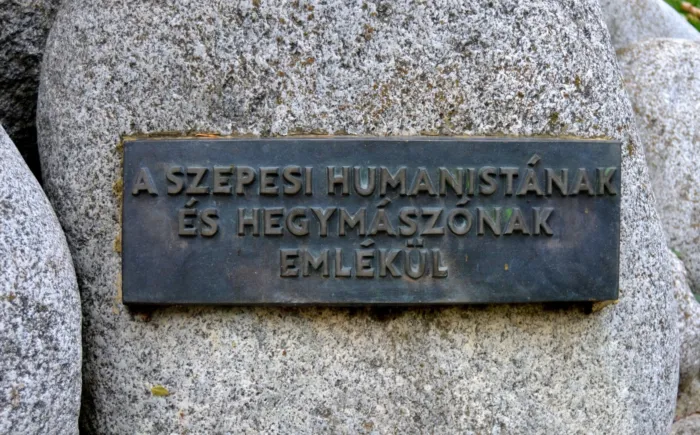 A SZEPESI HUMANISTÁNAK
ÉS HEGYMÁSZÓNAK
EMLÉKÜL